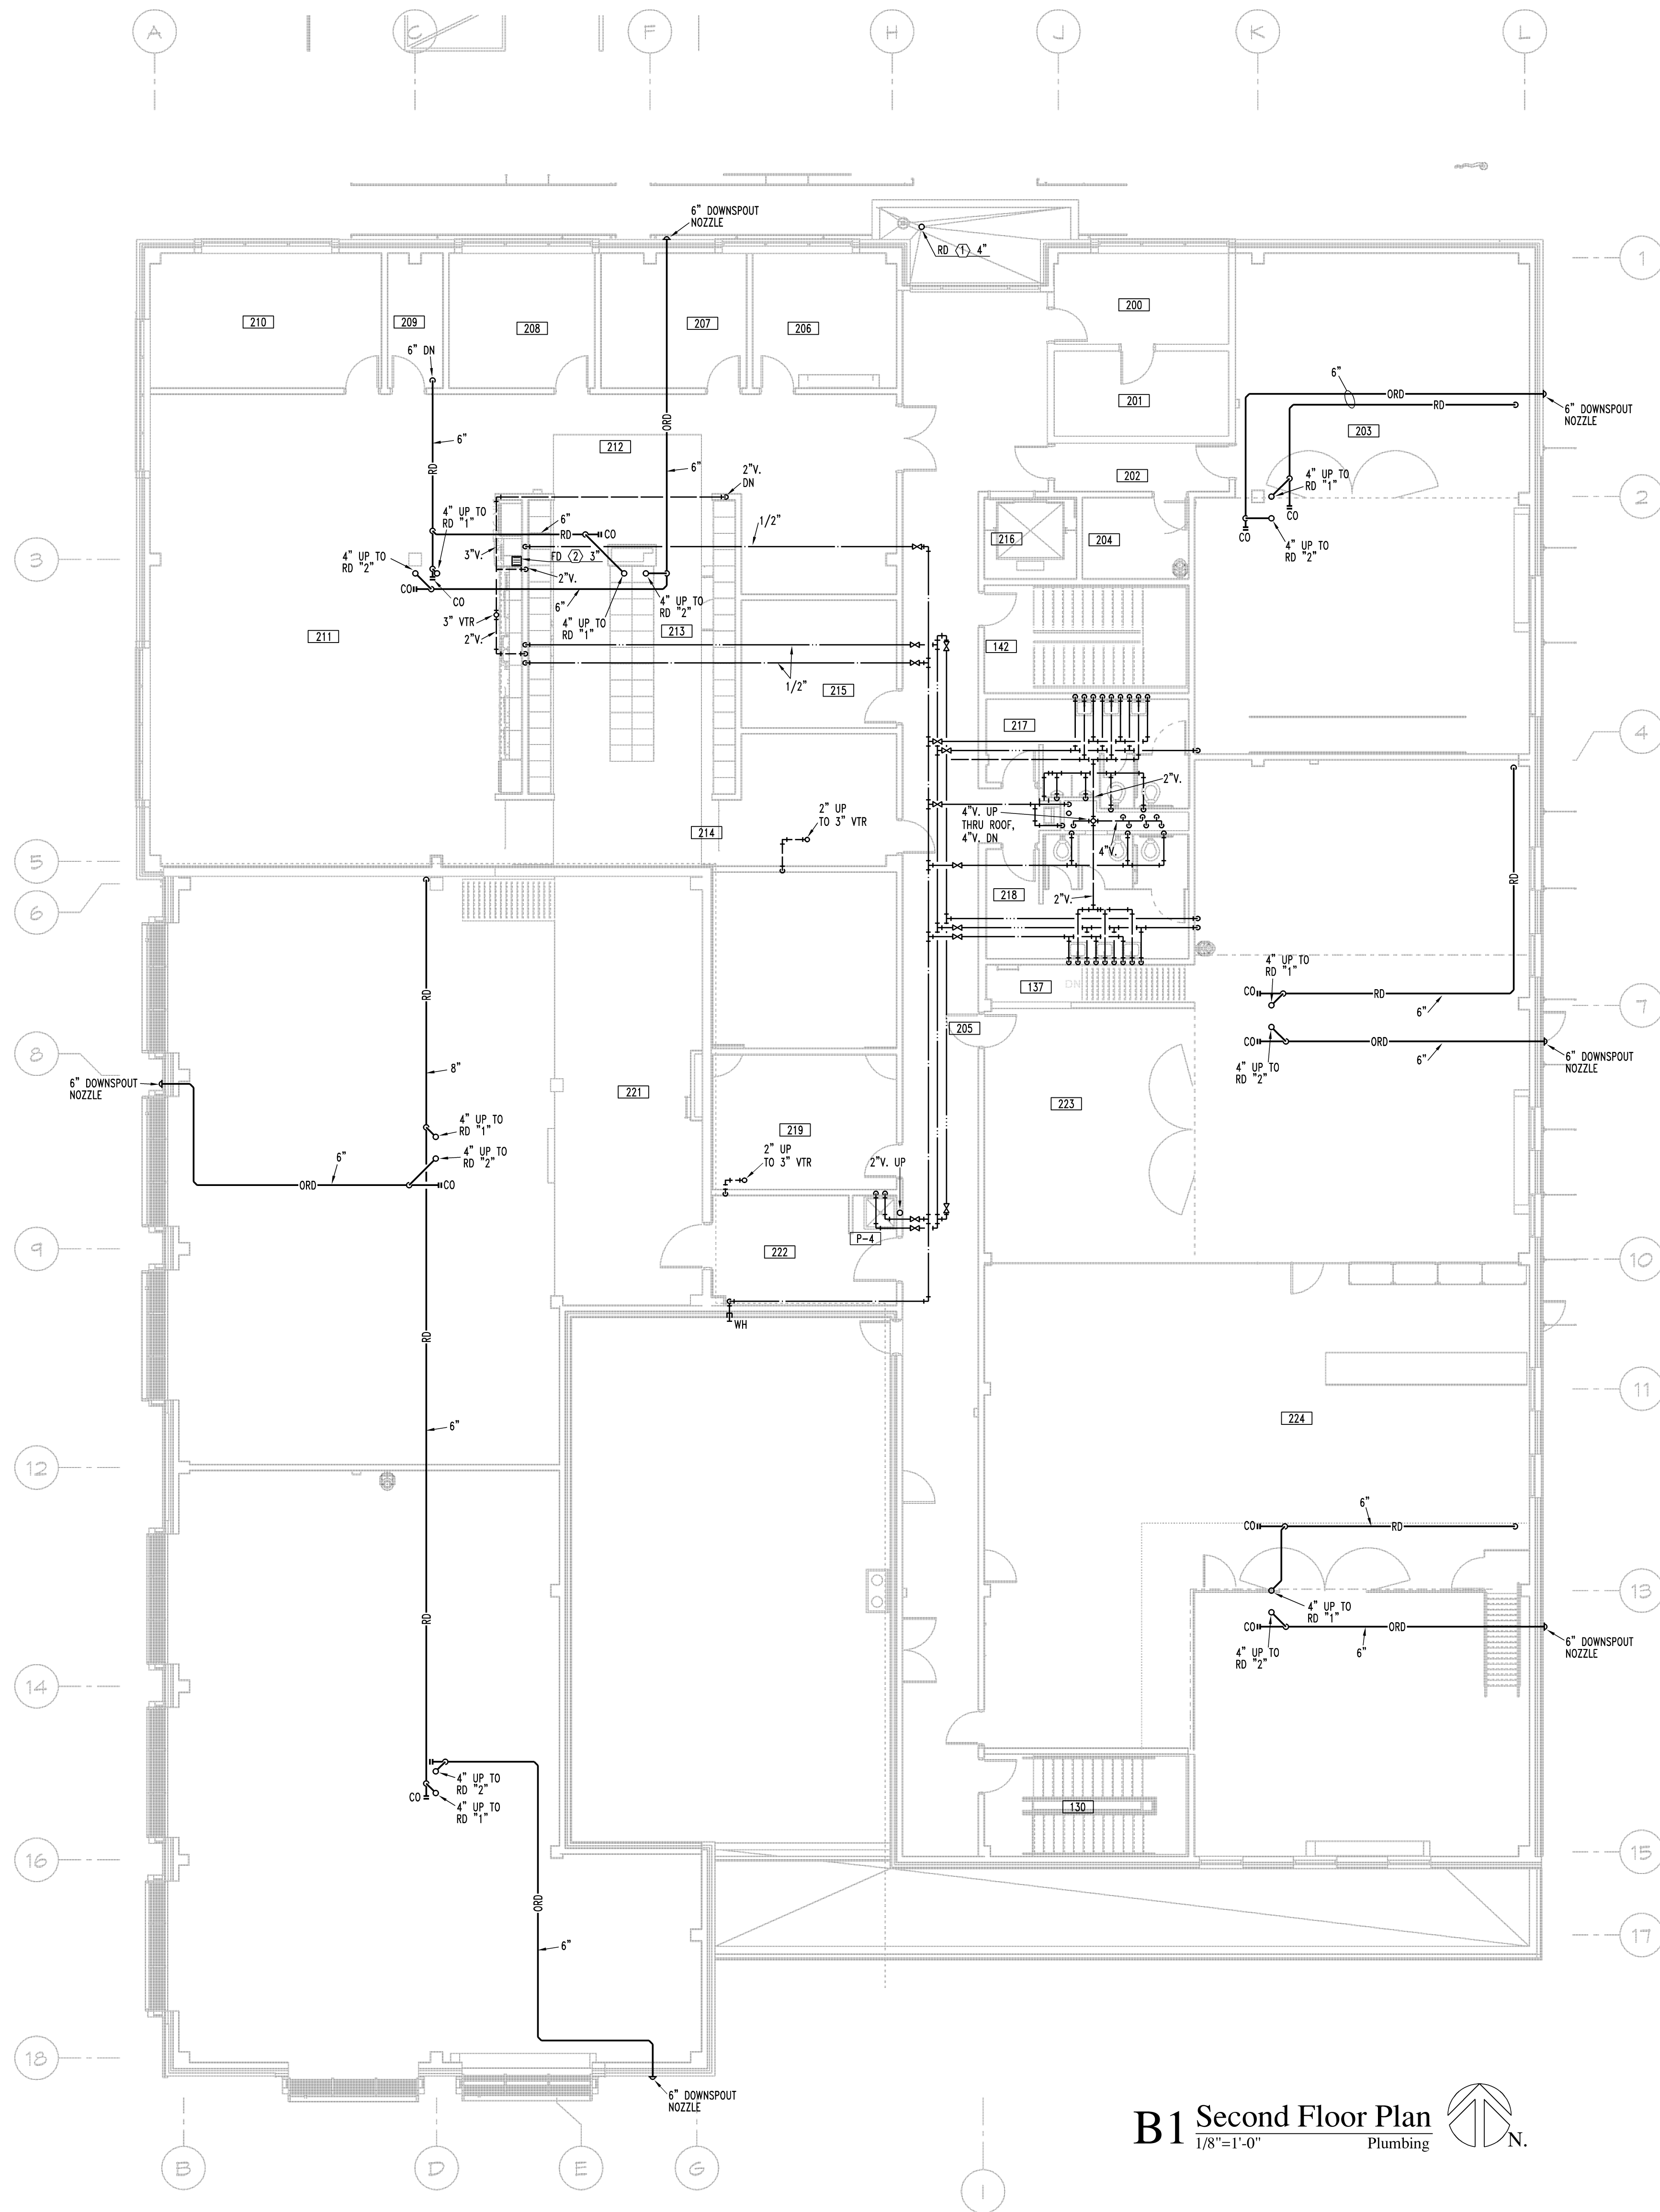 A
C
F
H
J
K
L
6" DOWNSPOUT
NOZZLE
RD 1 4"
1
210
209
208
207
206
200
6" DN
201
6"
ORD
RD
6" DOWNSPOUT
NOZZLE
203
ORD
6"
RD
212
6"
2"V.
DN
202
4" UP TO
RD "1"
2
CO
CO
4" UP TO
RD "2"
4" UP TO
RD "1"
6"
RD
CO
1/2"
216
204
3
4" UP TO
RD "2"
3"V.
FD 2 3"
2"V.
CO
CO
6"
4" UP TO
RD "2"
4" UP TO
RD "1"
3" VTR
2"V.
211
213
142
1/2"
215
217
4
2"V.
2" UP
TO 3" VTR
4"V. UP
THRU ROOF,
4"V. DN
4"V.
214
5
RD
6
218
2"V.
4" UP TO
RD "1"
137
DN
CO
RD
6"
7
RD
205
8
8"
CO
ORD
6"
4" UP TO
RD "2"
6" DOWNSPOUT
NOZZLE
6" DOWNSPOUT
NOZZLE
221
223
4" UP TO
RD "1"
219
4" UP TO
RD "2"
6"
2" UP
TO 3" VTR
2"V. UP
ORD
CO
P-4
9
222
10
WH
RD
11
6"
224
12
6"
CO
RD
13
RD
4" UP TO
RD "1"
CO
ORD
6"
4" UP TO
RD "2"
6" DOWNSPOUT
NOZZLE
14
4" UP TO
RD "2"
CO
4" UP TO
RD "1"
130
16
15
ORD
17
6"
18
6" DOWNSPOUT
NOZZLE
B
D
E
G
I
B1 Second Floor Plan
1/8"=1'-0" Plumbing
N.